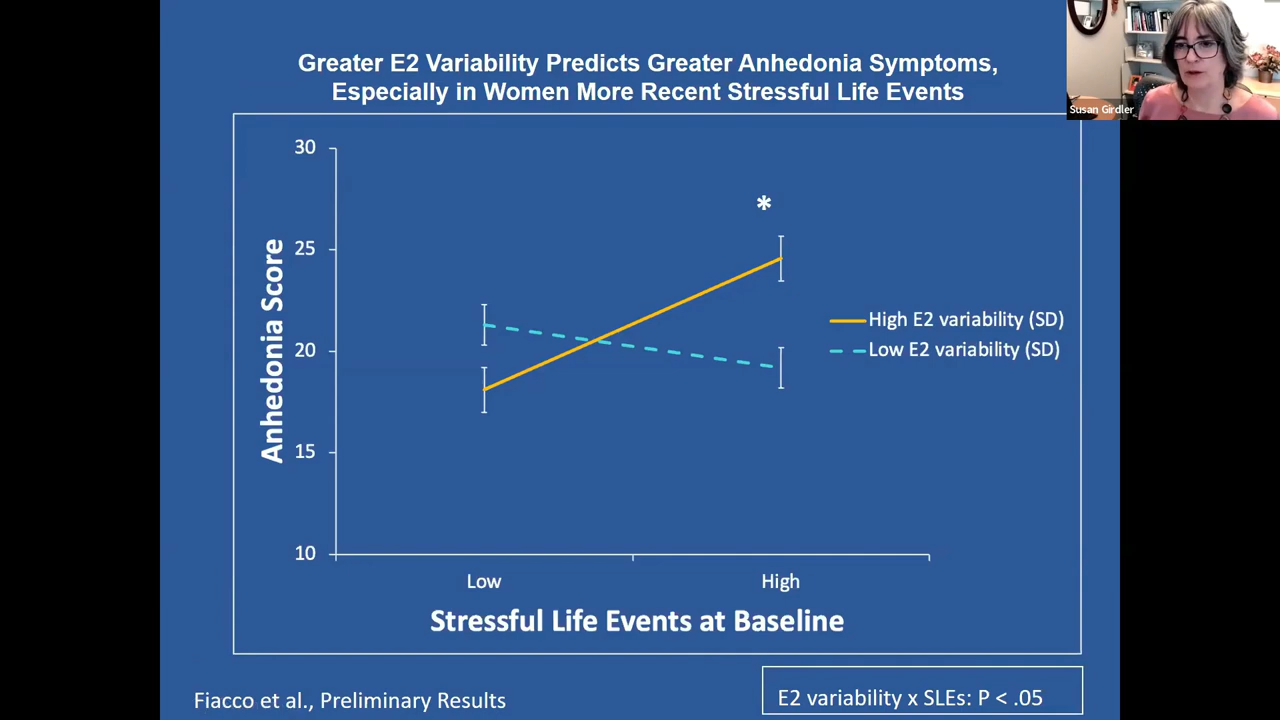 Greater E2 Variability Predicts Greater Anhedonia Symptoms,
Especially in Women More Recent Stressful Life Events
Susan Girdler
30
25
20
15
10
Anhedonia Score
*
High E2 variability (SD)
Low E2 variability (SD)
Low
High
Stressful Life Events at Baseline
Fiacco et al., Preliminary Results
E2 variability x SLEs: P < .05